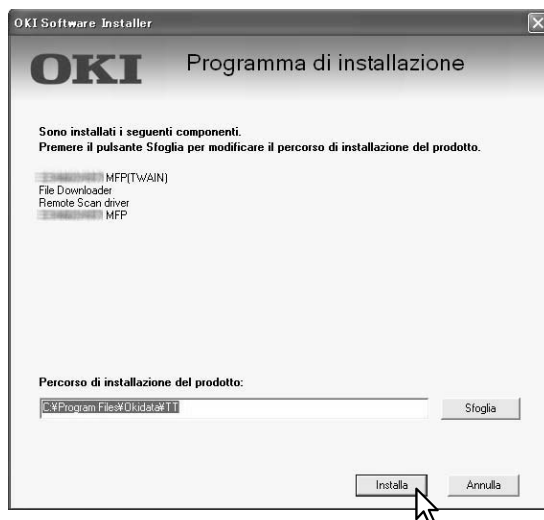 OKI Software Installer
OKI Programma di installazione
Sono installati i seguenti componenti.
Premere il pulsante Sfoglia per modificare il percorso di installazione del prodotto.
MFP(TWAIN)
File Downloader
Remote Scan driver
MFP
Percorso di installazione del prodotto:
C:¥Program Files¥Okidata¥TT
Sfoglia
Installa Annulla